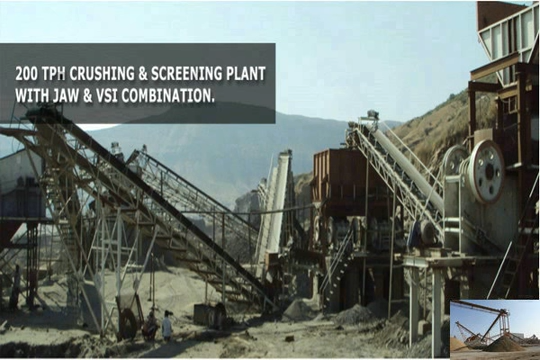 200 TPH CRUSHING & SCREENING PLANT
WITH JAW & VSI COMBINATION.